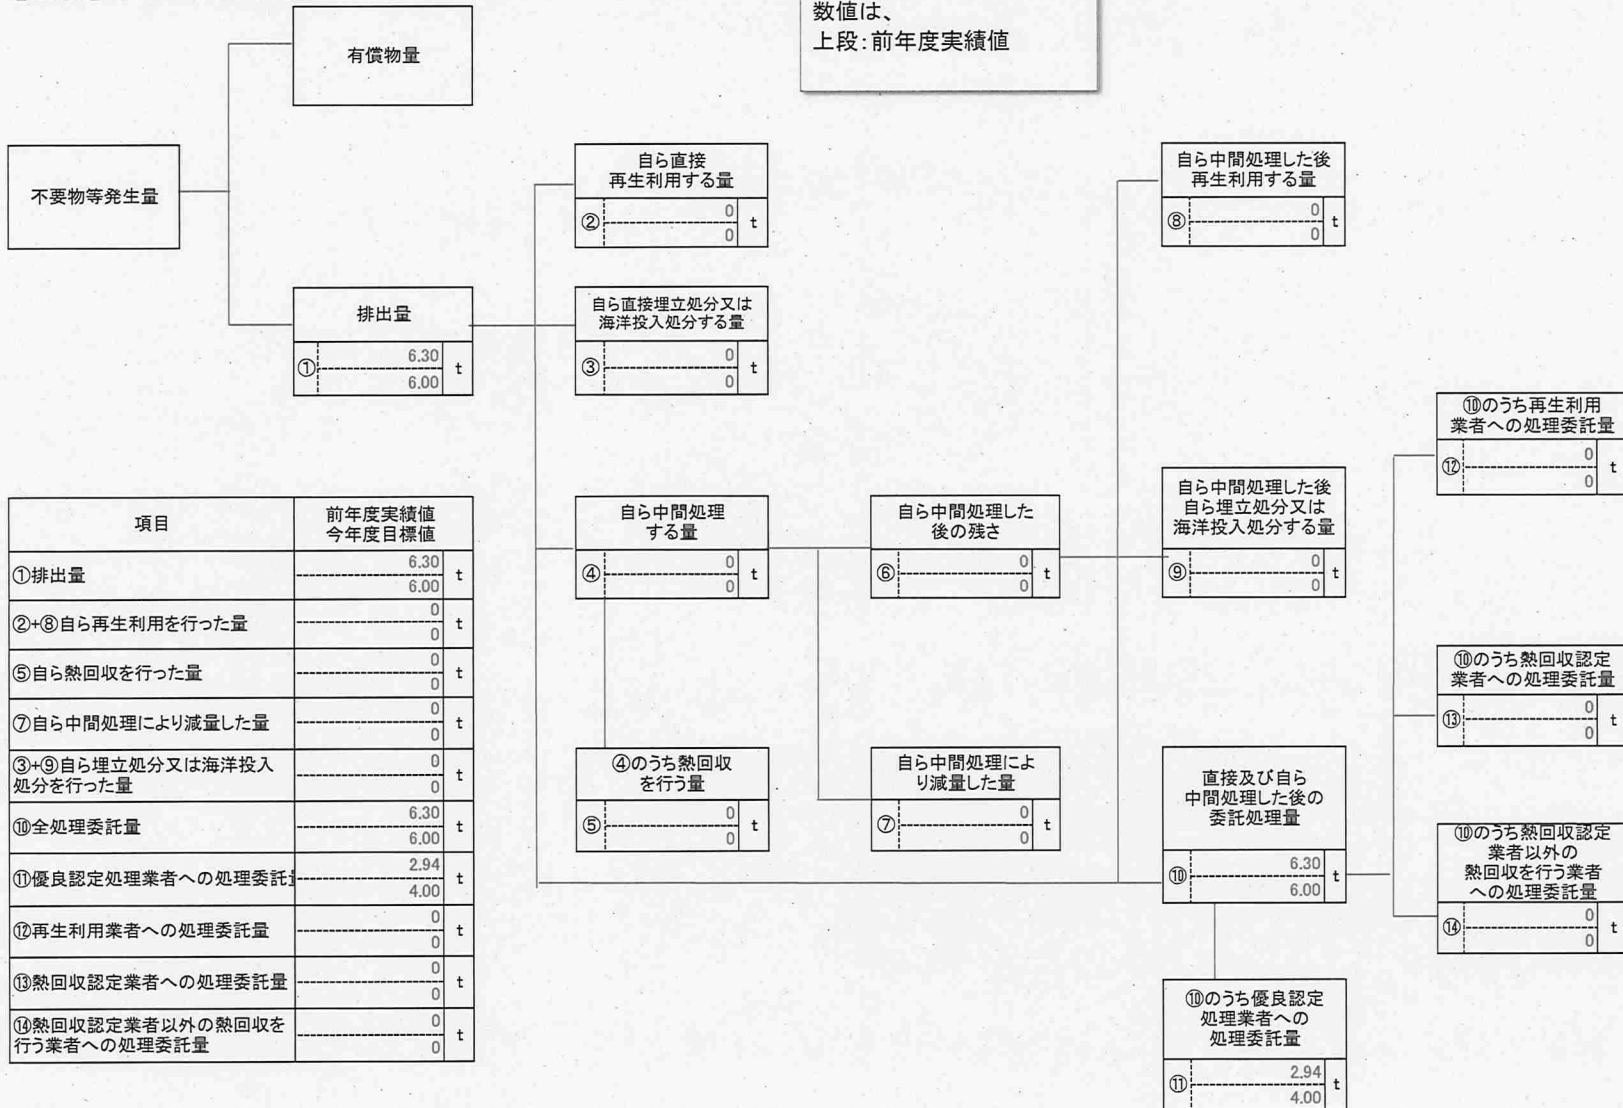 数値は、
上段:前年度実績値
有償物量
不要物等発生量
排出量
① 6.30 t
6.00
自ら直接
再生利用する量
② 0 t
0
自ら直接埋立処分又は
海洋投入処分する量
③ 0 t
0
自ら中間処理
する量
④ 0 t
0
④のうち熱回収
を行う量
⑤ 0 t
0
自ら中間処理した
後の残さ
⑥ 0 t
0
自ら中間処理によ
り減量した量
⑦ 0 t
0
自ら中間処理した後
再生利用する量
⑧ 0 t
0
自ら中間処理した後
自ら埋立処分又は
海洋投入処分する量
⑨ 0 t
0
直接及び自ら
中間処理した後の
委託処理量
⑩ 6.30 t
6.00
⑩のうち優良認定
処理業者への
処理委託量
⑪ 2.94 t
4.00
⑩のうち再生利用
業者への処理委託量
⑫ 0 t
0
⑩のうち熱回収認定
業者への処理委託量
⑬ 0 t
0
⑩のうち熱回収認定
業者以外の
熱回収を行う業者
への処理委託量
⑭ 0 t
0
項目 前年度実績値
今年度目標値
①排出量 6.30 t
6.00
②+⑧自ら再生利用を行った量 0 t
0
⑤自ら熱回収を行った量 0 t
0
⑦自ら中間処理により減量した量 0 t
0
③+⑨自ら埋立処分又は海洋投入
処分を行った量 0 t
0
⑩全処理委託量 6.30 t
6.00
⑪優良認定処理業者への処理委託 2.94 t
4.00
⑫再生利用業者への処理委託量 0 t
0
⑬熱回収認定業者への処理委託量 0 t
0
⑭熱回収認定業者以外の熱回収を
行う業者への処理委託量 0 t
0